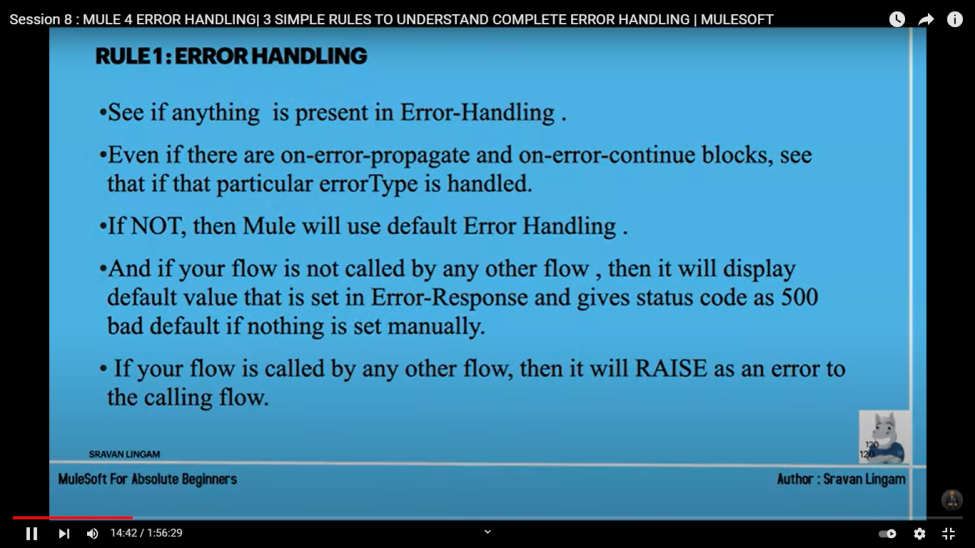 Session 8 : MULE 4 ERROR HANDLING| 3 SIMPLE RULES TO UNDERSTAND COMPLETE ERROR HANDLING | MULESOFT
RULE 1 : ERROR HANDLING
•See if anything is present in Error-Handling .
•Even if there are on-error-propagate and on-error-continue blocks, see
that if that particular errorType is handled.
•If NOT, then Mule will use default Error Handling .
•And if your flow is not called by any other flow , then it will display
default value that is set in Error-Response and gives status code as 500
bad default if nothing is set manually.
• If your flow is called by any other flow, then it will RAISE as an error to
the calling flow.
120
120
SRAVAN LINGAM
MuleSoft For Absolute Beginners
Author : Sravan Lingam
14:42 / 1:56:29